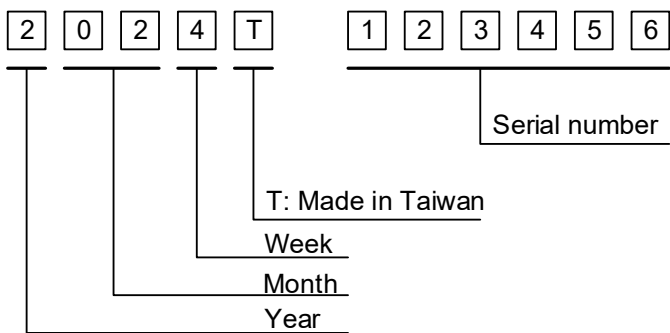 2 0 2 4 T 1 2 3 4 5 6
Serial number
T: Made in Taiwan
Week
Month
Year